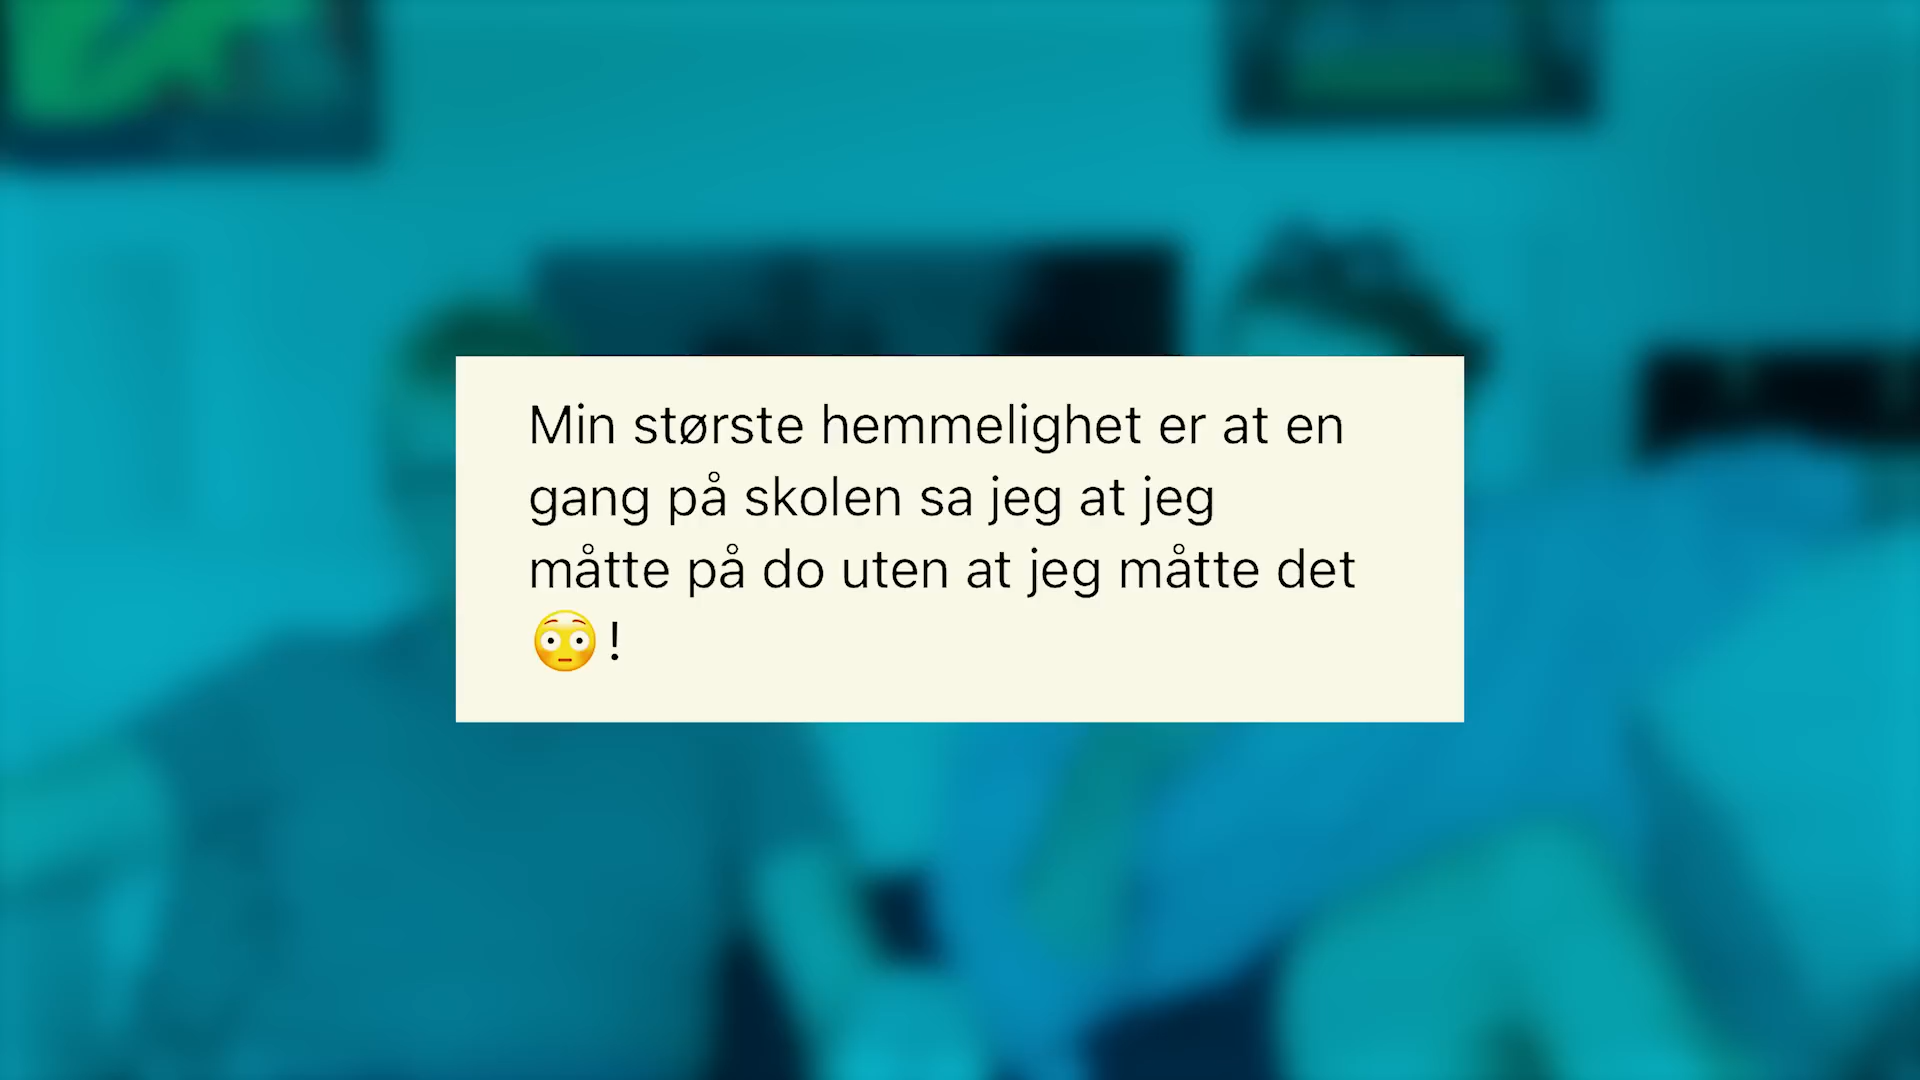 Min største hemmelighet er at en
gang på skolen sa jeg at jeg
måtte på do uten at jeg måtte det
😳!